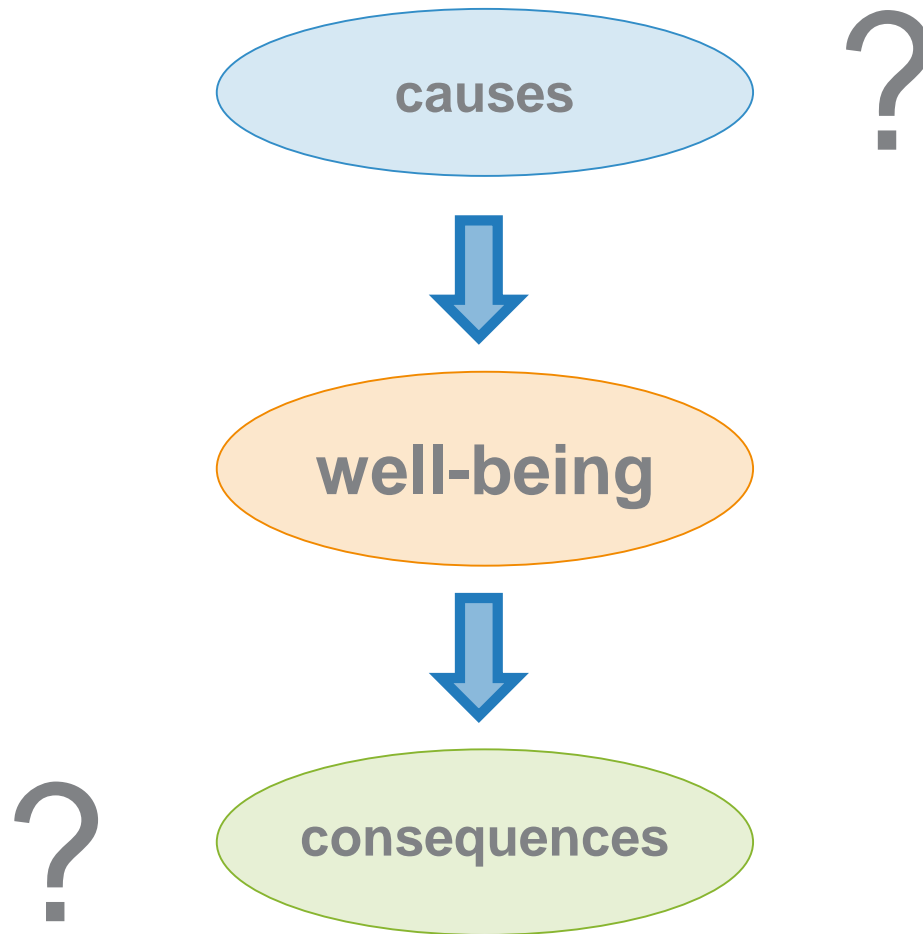 ?
causes
well-being
consequences
?